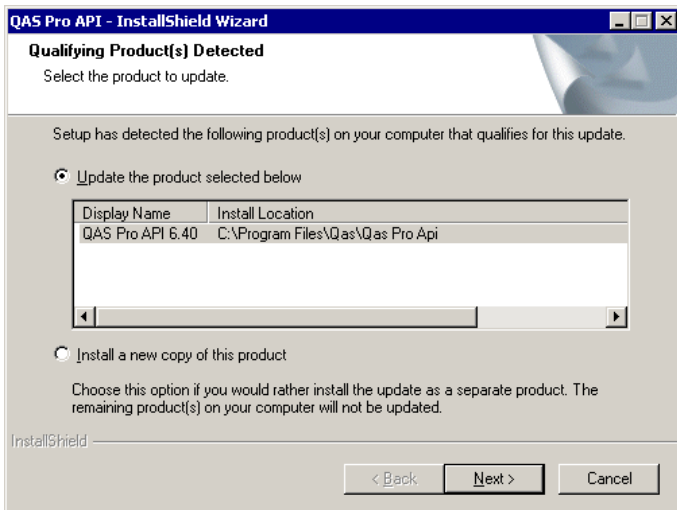 QAS Pro API - InstallShield Wizard
Qualifying Product(s) Detected
Select the product to update.
Setup has detected the following product(s) on your computer that qualifies for this update.
Update the product selected below
Display Name Install Location
QAS Pro API 6.40 C:\Program Files\Qas\Qas Pro Api
Install a new copy of this product
Choose this option if you would rather install the update as a separate product. The
remaining product(s) on your computer will not be updated.
InstallShield
< Back Next > Cancel